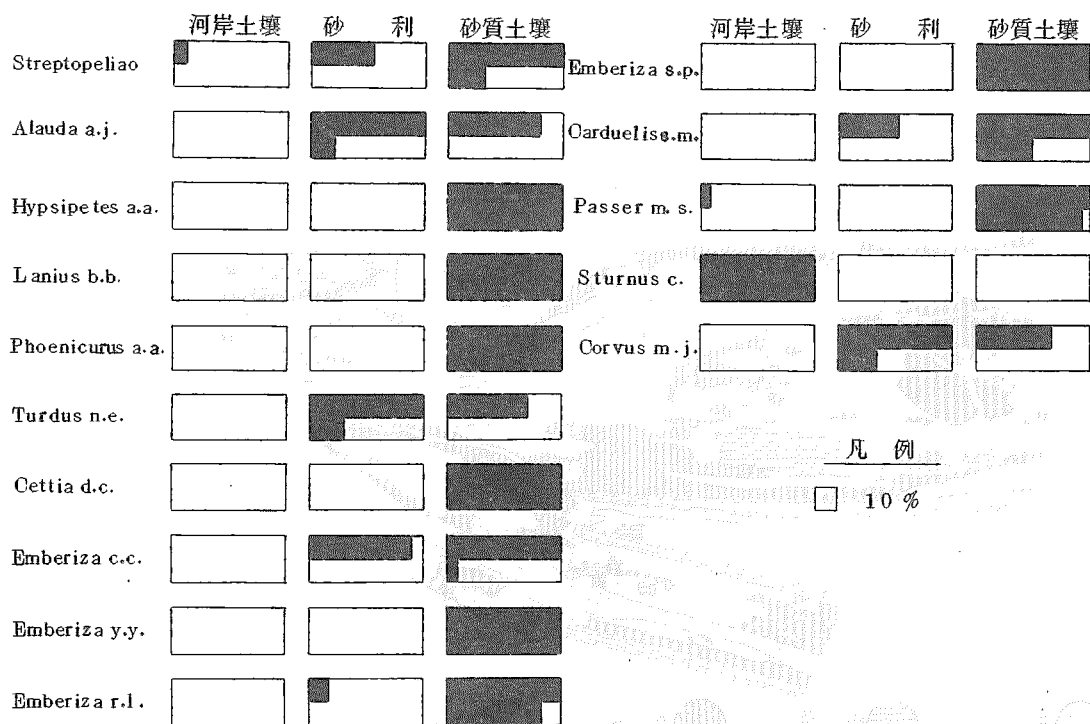 河岸土壤 砂 利 砂質土壤
Streptopeliao
Alauda a.j.
Hypsipetes a.a.
Lanius b.b.
Phoenicurus a.a.
Turdus n.e.
Cettia d.c.
Emberiza c.c.
Emberiza y.y.
Emberiza r.l.
河岸土壤 砂 利 砂質土壤
Emberiza s.p.
Carduelis s.m.
Passer m. s.
Sturnus c.
Corvus m.j.
凡 例
10 %